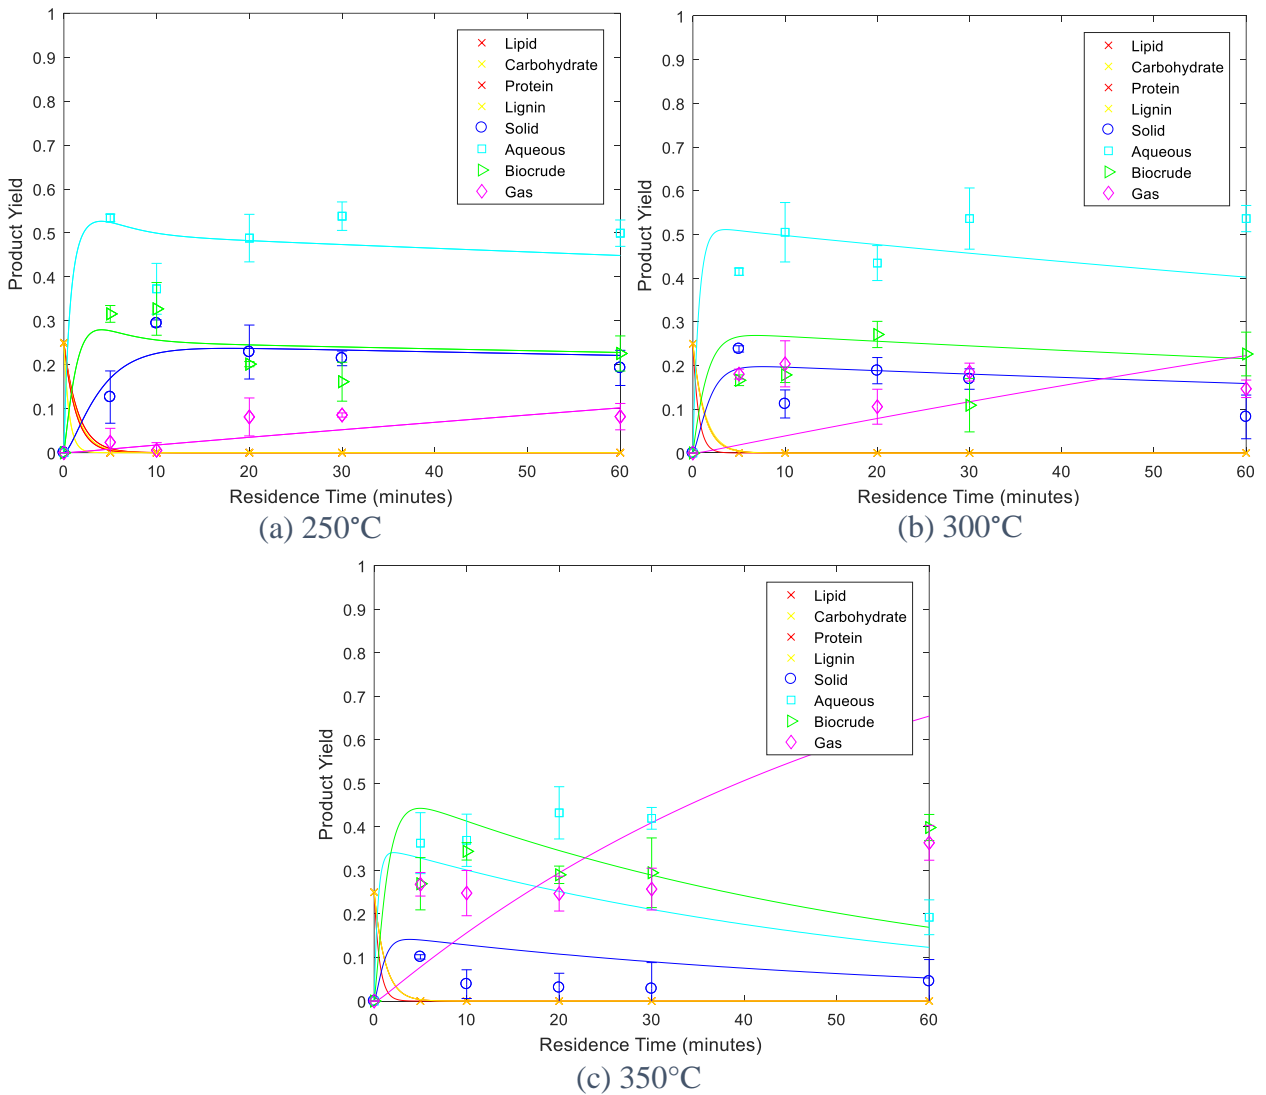 1
0.9
0.8
0.7
0.6
0.5
0.4
0.3
0.2
0.1
0
Product Yield
Lipid
Carbohydrate
Protein
Lignin
Solid
Aqueous
Biocrude
Gas
0 10 20 30 40 50 60
Residence Time (minutes)
(a) 250°C
1
0.9
0.8
0.7
0.6
0.5
0.4
0.3
0.2
0.1
0
Product Yield
Lipid
Carbohydrate
Protein
Lignin
Solid
Aqueous
Biocrude
Gas
0 10 20 30 40 50 60
Residence Time (minutes)
(b) 300°C
1
0.9
0.8
0.7
0.6
0.5
0.4
0.3
0.2
0.1
0
Product Yield
Lipid
Carbohydrate
Protein
Lignin
Solid
Aqueous
Biocrude
Gas
0 10 20 30 40 50 60
Residence Time (minutes)
(c) 350°C